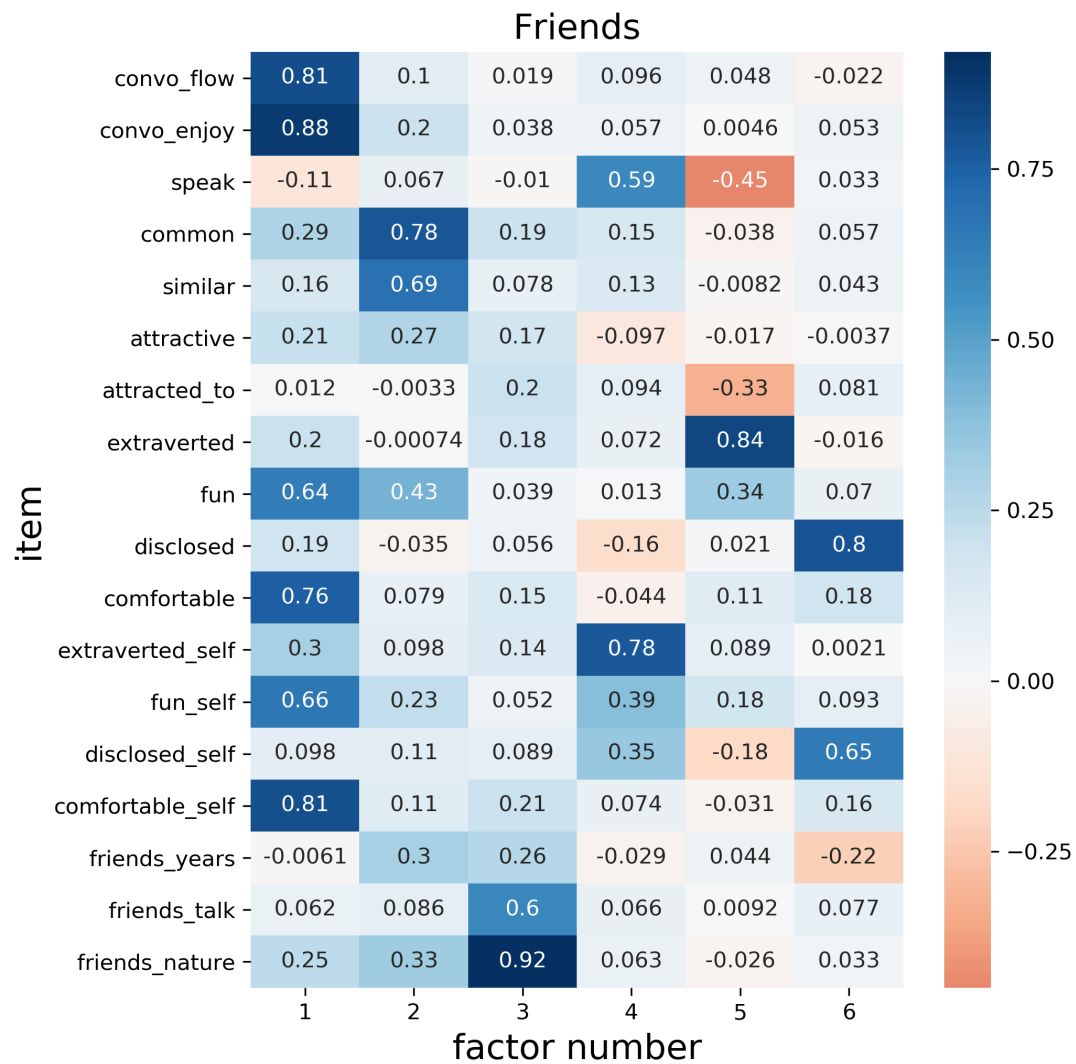 Friends
convo_flow 0.81 0.1 0.019 0.096 0.048 -0.022
convo_enjoy 0.88 0.2 0.038 0.057 0.0046 0.053
speak -0.11 0.067 -0.01 0.59 -0.45 0.033
common 0.29 0.78 0.19 0.15 -0.038 0.057
similar 0.16 0.69 0.078 0.13 -0.0082 0.043
attractive 0.21 0.27 0.17 -0.097 -0.017 -0.0037
attracted_to 0.012 -0.0033 0.2 0.094 -0.33 0.081
extraverted 0.2 -0.00074 0.18 0.072 0.84 -0.016
fun 0.64 0.43 0.039 0.013 0.34 0.07
disclosed 0.19 -0.035 0.056 -0.16 0.021 0.8
comfortable 0.76 0.079 0.15 -0.044 0.11 0.18
extraverted_self 0.3 0.098 0.14 0.78 0.089 0.0021
fun_self 0.66 0.23 0.052 0.39 0.18 0.093
disclosed_self 0.098 0.11 0.089 0.35 -0.18 0.65
comfortable_self 0.81 0.11 0.21 0.074 -0.031 0.16
friends_years -0.0061 0.3 0.26 -0.029 0.044 -0.22
friends_talk 0.062 0.086 0.6 0.066 0.0092 0.077
friends_nature 0.25 0.33 0.92 0.063 -0.026 0.033
1 2 3 4 5 6
factor number
item
0.75
0.50
0.25
0.00
−0.25